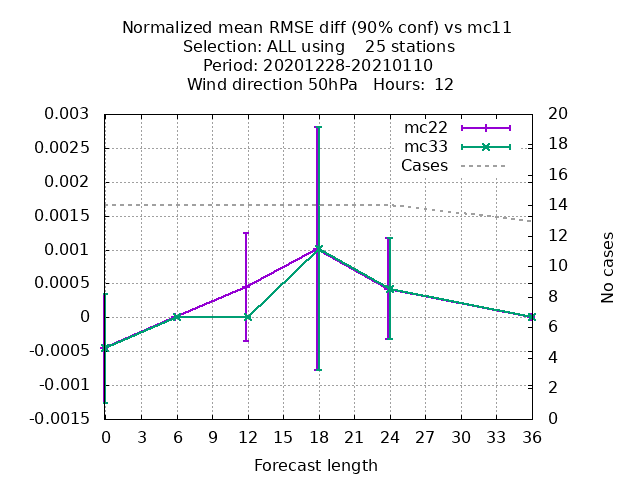 Normalized mean RMSE diff (90% conf) vs mc11
Selection: ALL using    25 stations
Period: 20201228-20210110
Wind direction 50hPa   Hours:  12
mc22
mc33
Cases
0.003
0.0025
0.002
0.0015
0.001
0.0005
0
-0.0005
-0.001
-0.0015
20
18
16
14
12
10
8
6
4
2
0
No cases
0 3 6 9 12 15 18 21 24 27 30 33 36
Forecast length